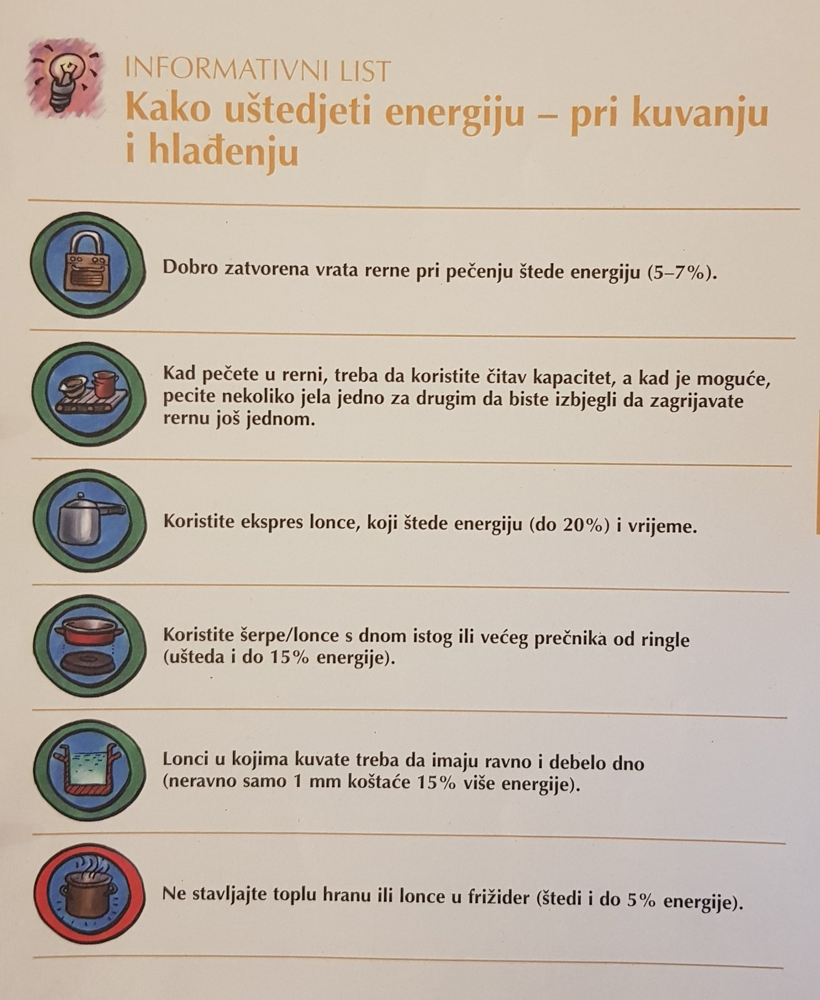 INFORMATIVNI LIST
Kako uštedjeti energiju – pri kuvanju
i hlađenju
Dobro zatvorena vrata rerne pri pečenju štede energiju (5–7%).
Kad pečete u rerni, treba da koristite čitav kapacitet, a kad je moguće,
pecite nekoliko jela jedno za drugim da biste izbjegli da zagrijavate
rernu još jednom.
Koristite ekspres lonce, koji štede energiju (do 20%) i vrijeme.
Koristite šerpe/lonce s dnom istog ili većeg prečnika od ringle
(ušteda i do 15% energije).
Lonci u kojima kuvate treba da imaju ravno i debelo dno
(neravno samo 1 mm koštaće 15% više energije).
Ne stavljajte toplu hranu ili lonce u frižider (štedi i do 5% energije).